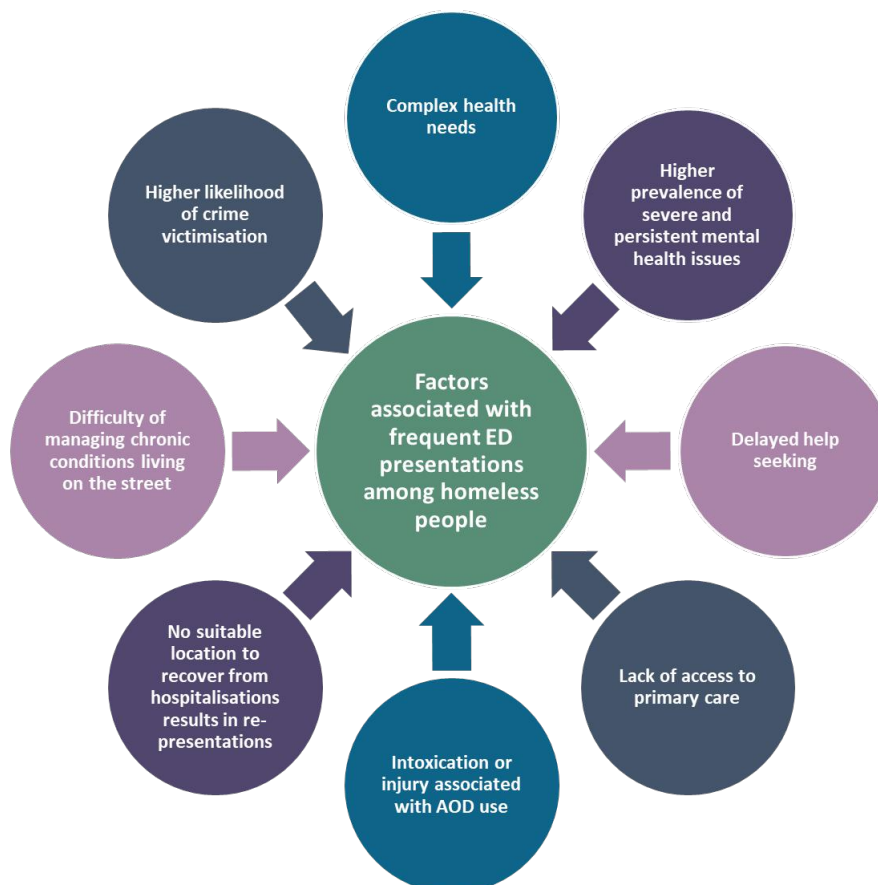 Complex health
needs
Higher
prevalence of
severe and
persistent mental
health issues
Delayed help
seeking
Lack of access to
primary care
Intoxication or
injury associated
with AOD use
No suitable
location to
recover from
hospitalisations
results in re-
presentations
Difficulty of
managing chronic
conditions living
on the street
Higher likelihood
of crime
victimisation
Factors
associated with
frequent ED
presentations
among homeless
people